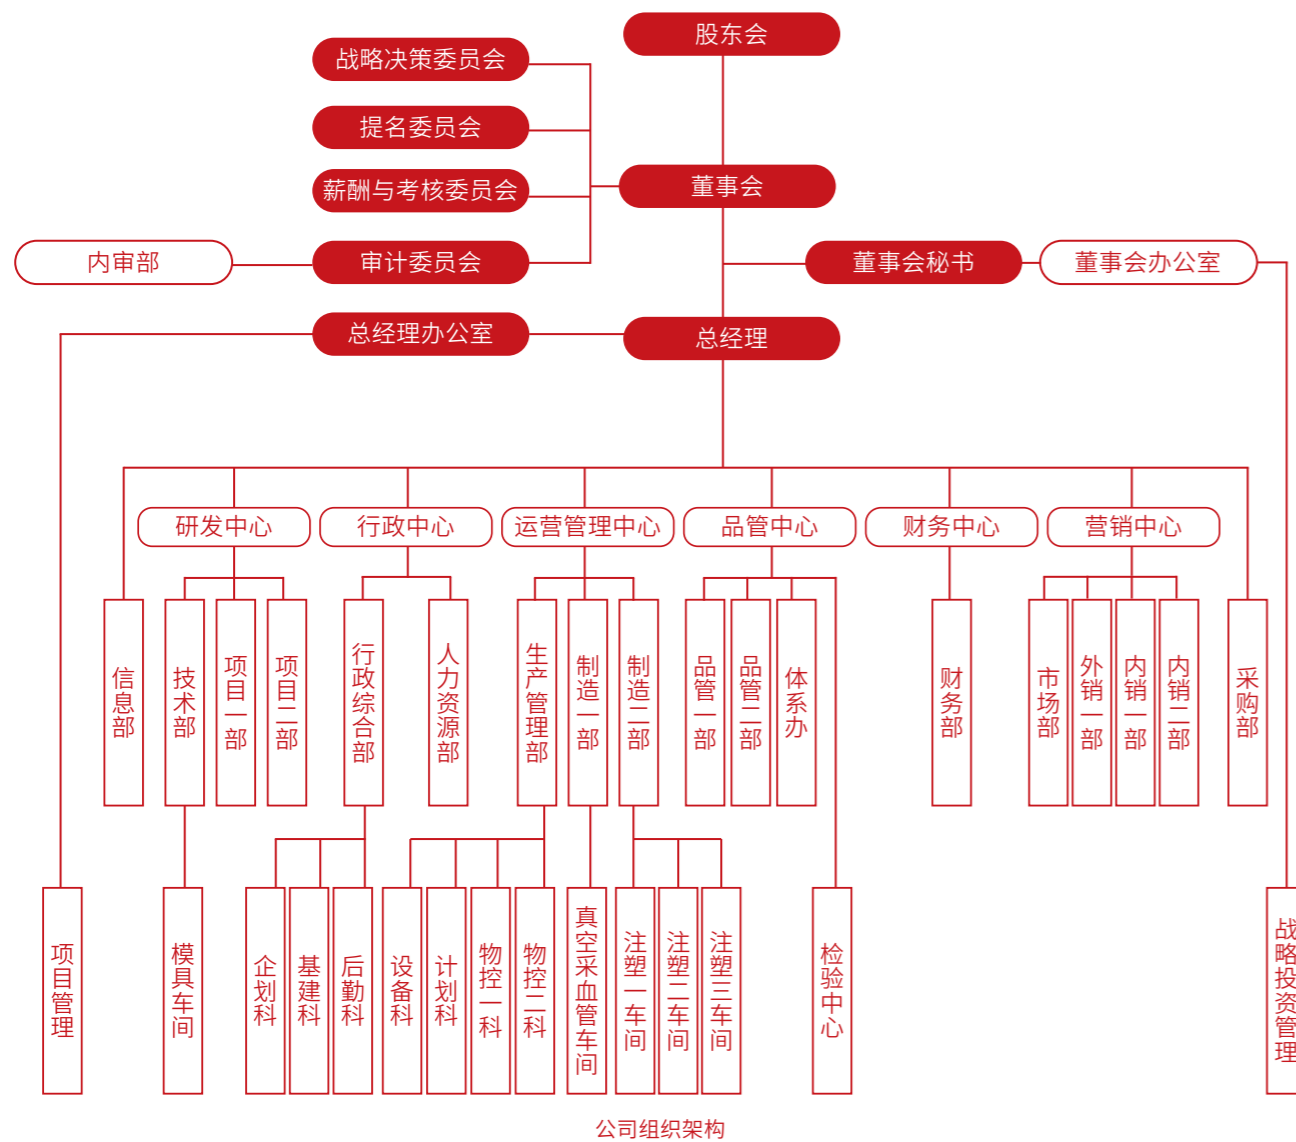 股东会
战略决策委员会
提名委员会
薪酬与考核委员会
董事会
内审部
审计委员会
董事会秘书
董事会办公室
总经理办公室
总经理
研发中心
行政中心
运营管理中心
品管中心
财务中心
营销中心
信息部
技术部
项目一部
项目二部
行政综合部
人力资源部
生产管理部
制造一部
制造二部
品管一部
品管二部
体系办
财务部
市场部
外销一部
内销一部
内销二部
采购部
项目管理
模具车间
企划科
基建科
后勤科
设备科
计划科
物控一科
物控二科
真空采血管车间
注塑一车间
注塑二车间
注塑三车间
检验中心
战略投资管理
公司组织架构